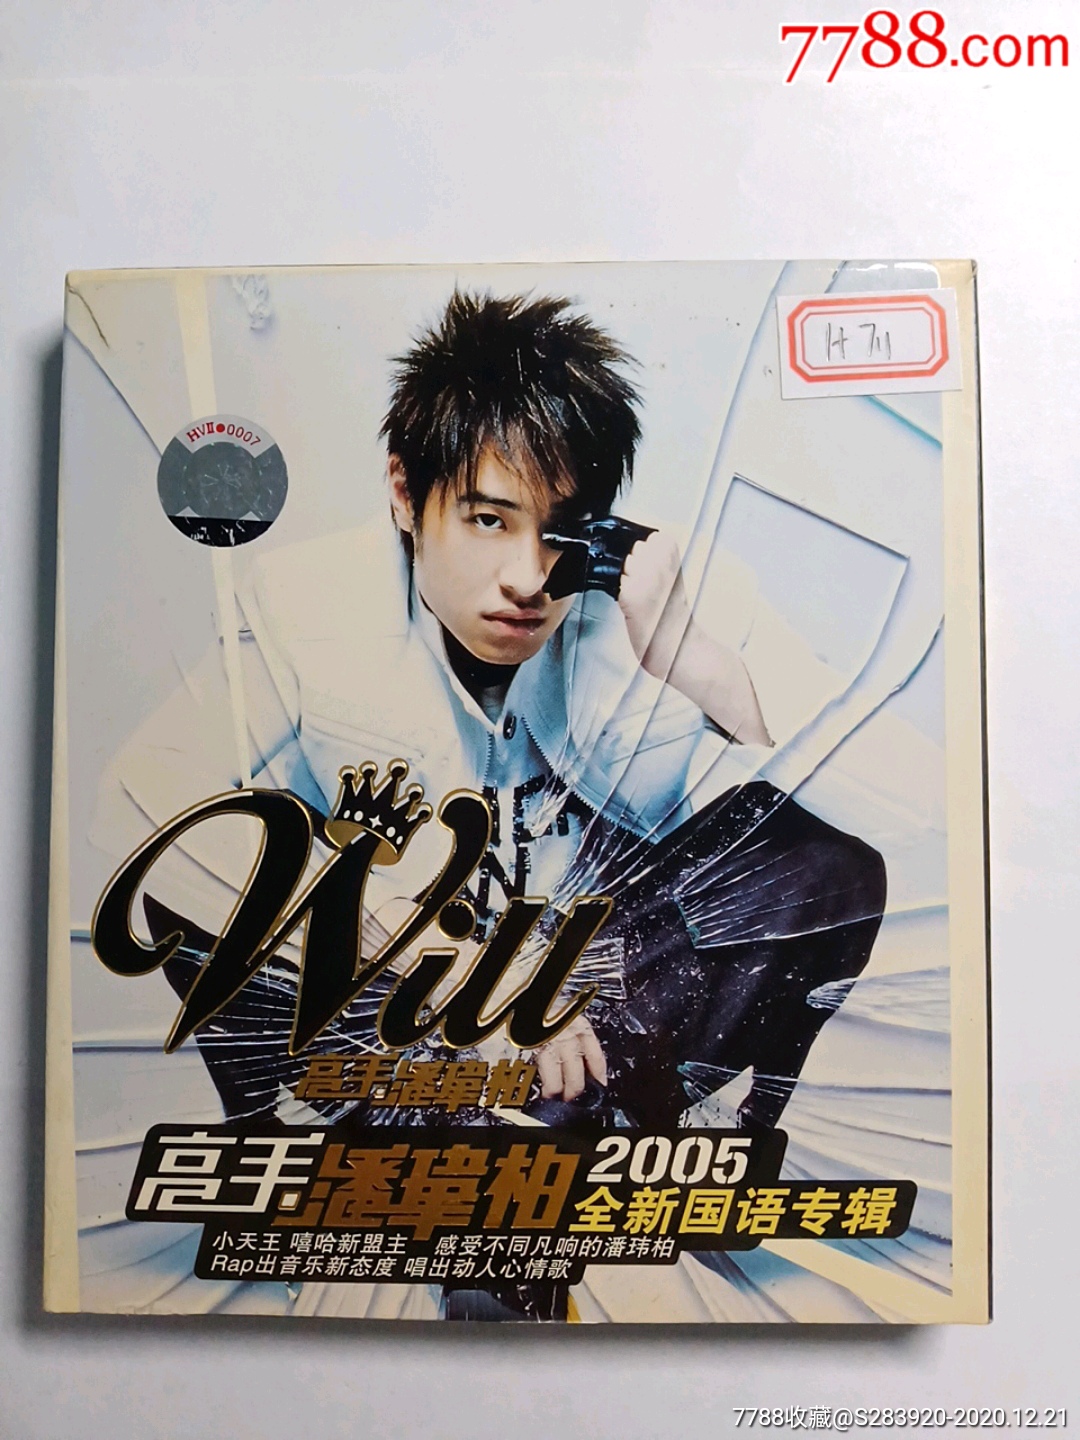 7788.com
H 711
HVⅡ●0007
Will
高手.潘瑋柏
高手.潘瑋柏 2005
全新国语专辑
小天王 嘻哈新盟主 感受不同凡响的潘玮柏
Rap出音乐新态度 唱出动人心情歌
7788收藏@S283920-2020.12.21